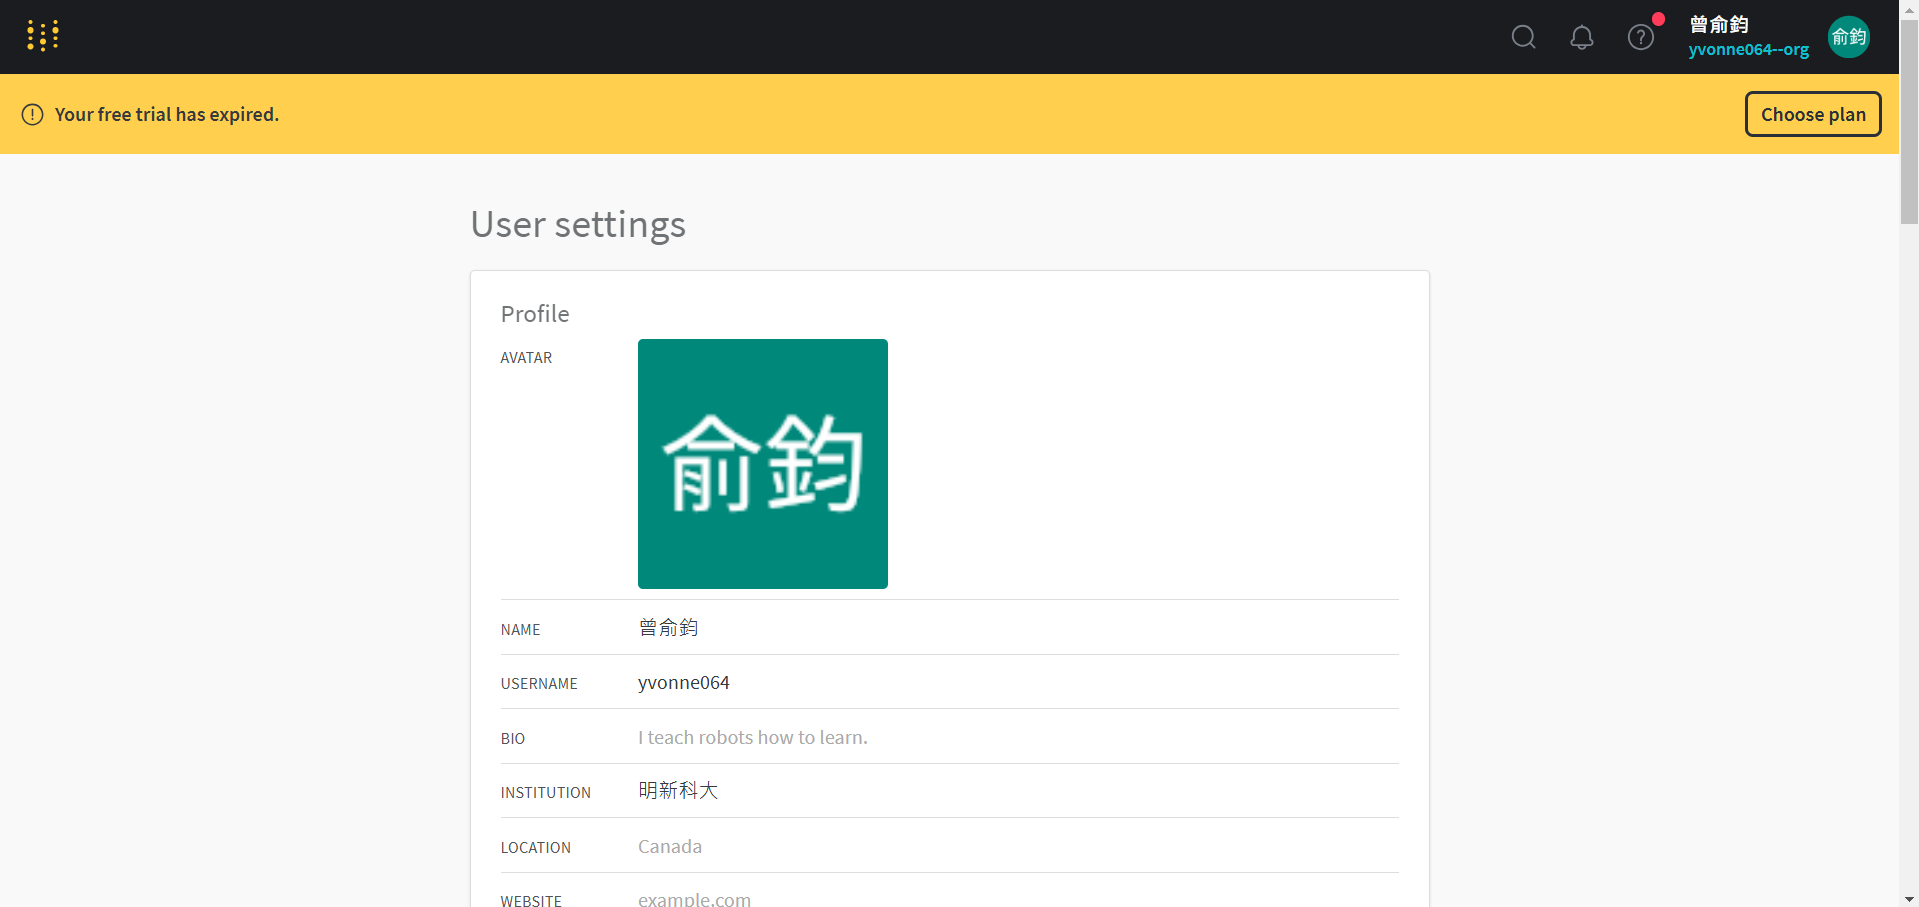 曾俞鈞
yvonne064--org
俞鈞
Your free trial has expired.
Choose plan
User settings
Profile
AVATAR
俞鈞
NAME 曾俞鈞
USERNAME yvonne064
BIO I teach robots how to learn.
INSTITUTION 明新科大
LOCATION Canada
WEBSITE example.com